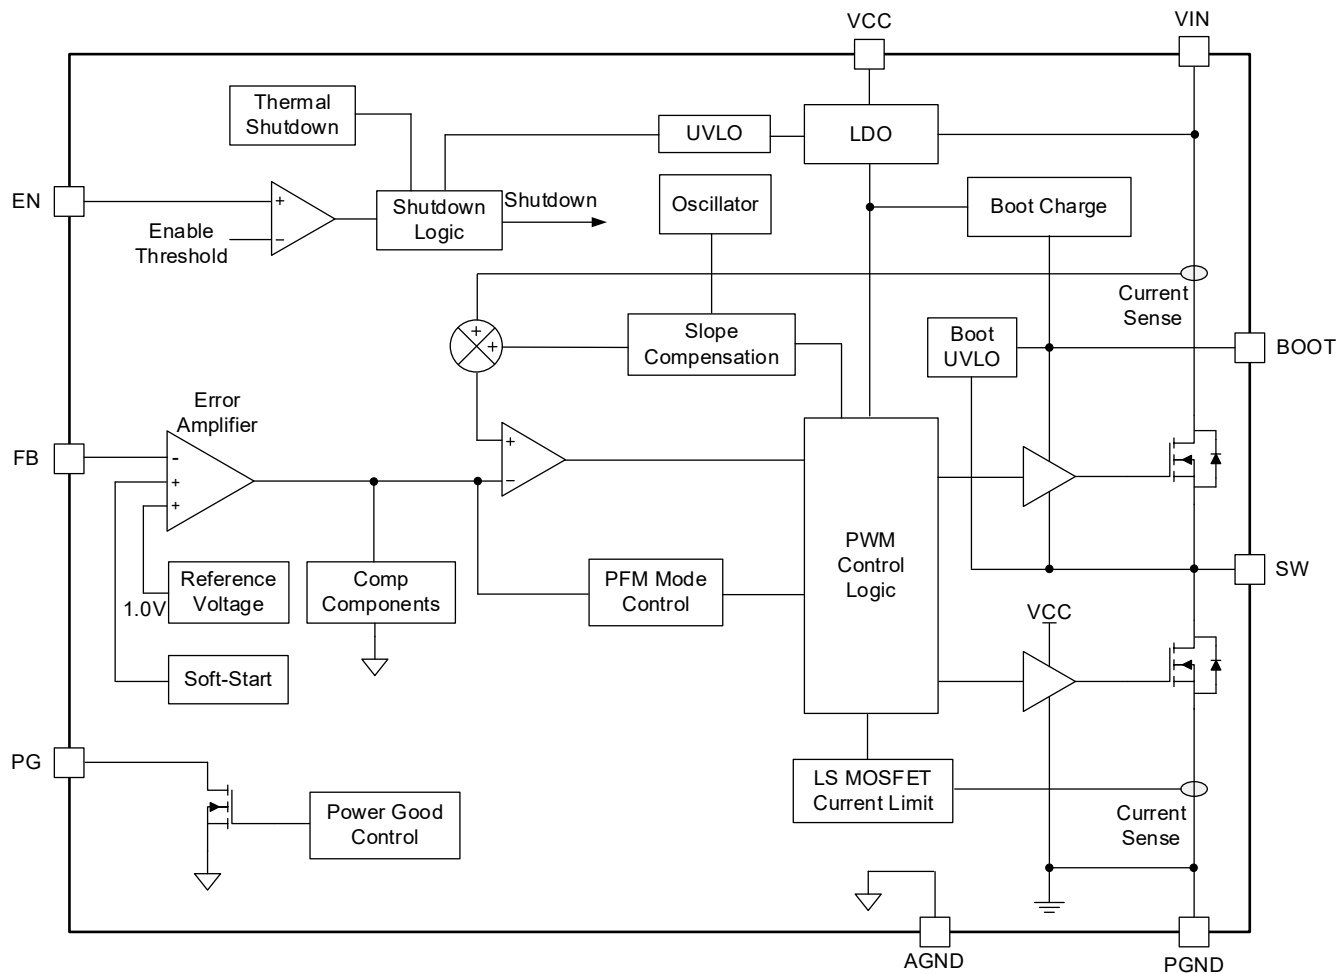 VCC
VIN
Thermal
Shutdown
UVLO
LDO
EN
+
−
Enable
Threshold
Shutdown
Logic
Shutdown
Oscillator
Boot Charge
Current
Sense
+
+
Slope
Compensation
Boot
UVLO
BOOT
Error
Amplifier
FB
-
+
+
+
−
PWM
Control
Logic
SW
Reference
Voltage
1.0V
Comp
Components
PFM Mode
Control
VCC
Soft-Start
PG
Power Good
Control
LS MOSFET
Current Limit
Current
Sense
AGND
PGND